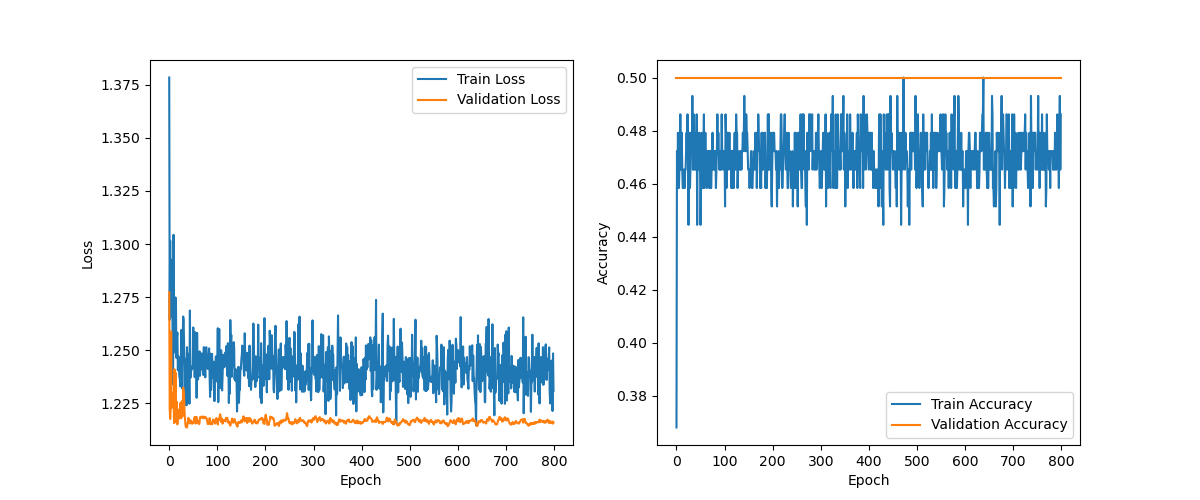 Train Loss
Validation Loss
1.375
1.350
1.325
1.300
1.275
1.250
1.225
Loss
0 100 200 300 400 500 600 700 800
Epoch
0.50
0.48
0.46
0.44
0.42
0.40
0.38
Accuracy
Train Accuracy
Validation Accuracy
0 100 200 300 400 500 600 700 800
Epoch